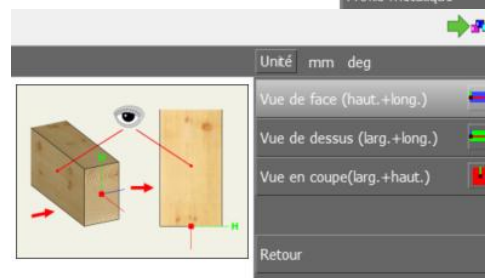 Unité mm deg
Vue de face (haut.+long.)
Vue de dessus (larg.+long.)
H
Vue en coupe(larg.+haut.)
Retour